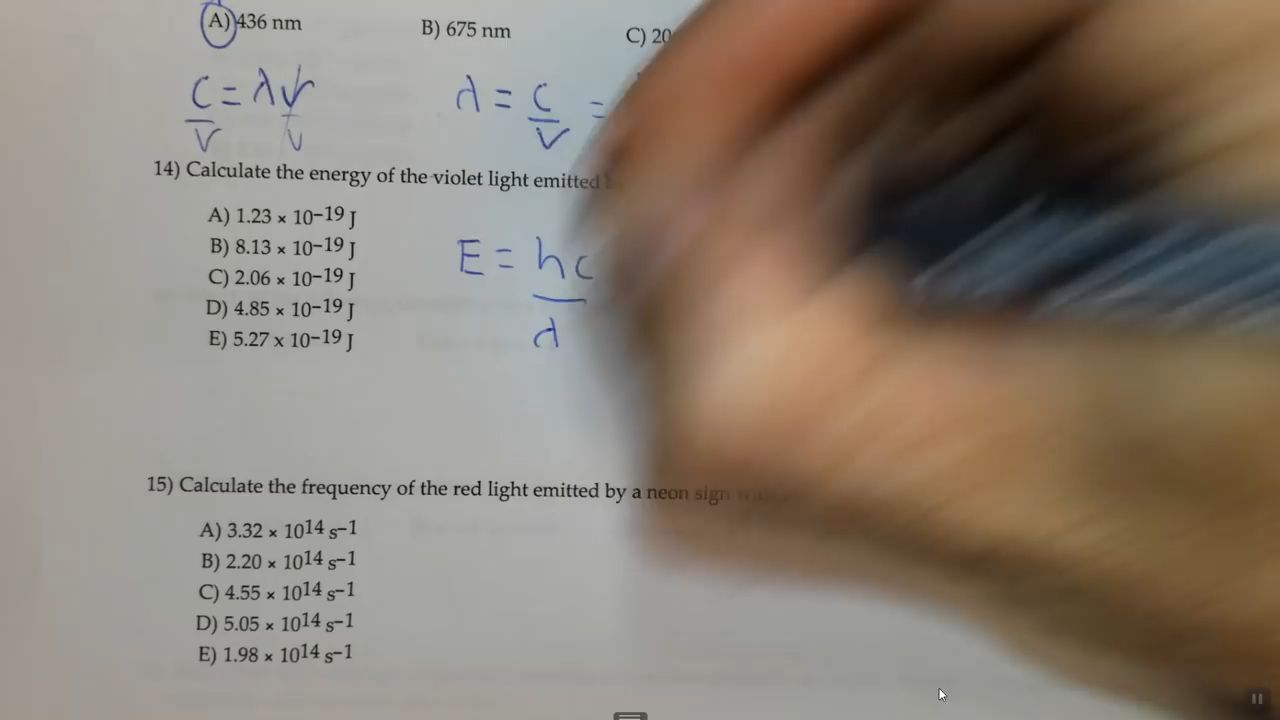 A) 436 nm B) 675 nm C) 20
C = λν λ = C =
ν ν ν
14) Calculate the energy of the violet light emitted
A) 1.23 × 10−19 J
B) 8.13 × 10−19 J
E = hc
C) 2.06 × 10−19 J
D) 4.85 × 10−19 J
λ
E) 5.27 x 10−19 J
15) Calculate the frequency of the red light emitted by a neon sign
A) 3.32 × 1014 s−1
B) 2.20 × 1014 s−1
C) 4.55 × 1014 s−1
D) 5.05 × 1014 s−1
E) 1.98 × 1014 s−1